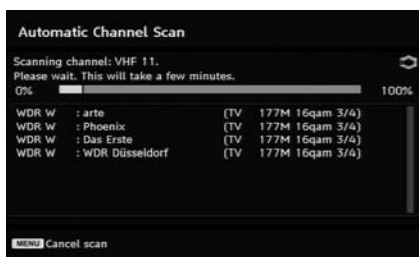 Automatic Channel Scan
Scanning channel: VHF 11.
Please wait. This will take a few minutes.
0% 100%
WDR W : arte (TV 177M 16qam 3/4)
WDR W : Phoenix (TV 177M 16qam 3/4)
WDR W : Das Erste (TV 177M 16qam 3/4)
WDR W : WDR Düsseldorf (TV 177M 16qam 3/4)
MENU Cancel scan